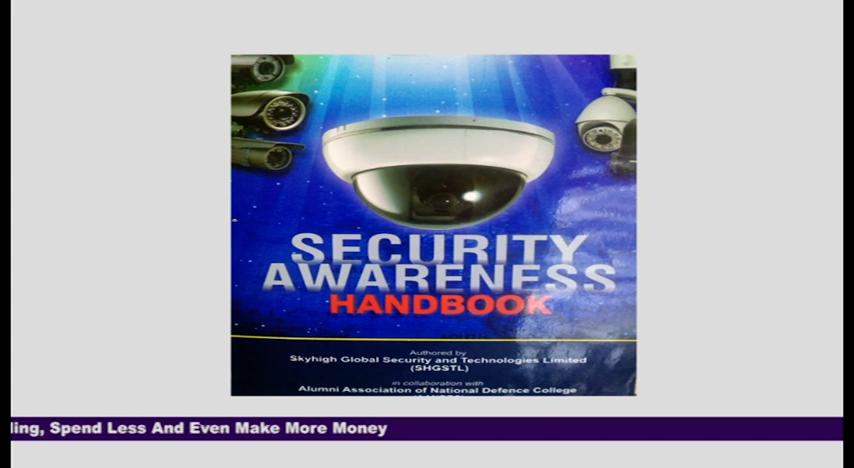 SECURITY
AWARENESS
HANDBOOK
Authored by
Skyhigh Global Security and Technologies Limited
(SHGSTL)
in collaboration with
Alumni Association of National Defence College
ling, Spend Less And Even Make More Money